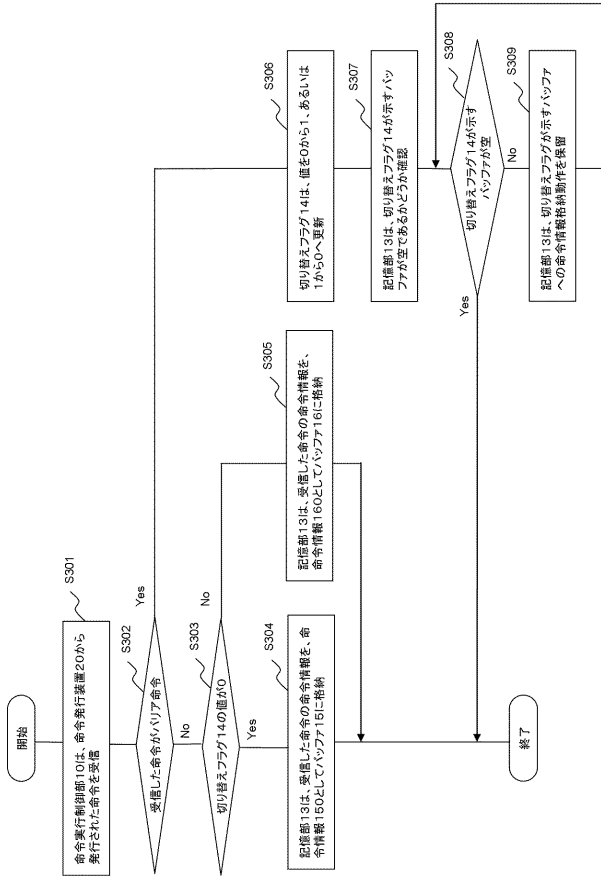 開始
S301
命令実行制御部10は、命令発行装置20から
発行された命令を受信
S302
受信した命令がバリア命令
Yes
No
S303
切り替えフラグ14の値が0
No
Yes
S304
記憶部13は、受信した命令の命令情報を、命
令情報150としてバッファ15に格納
S305
記憶部13は、受信した命令の命令情報を、
命令情報160としてバッファ16に格納
S306
切り替えフラグ14は、値を0から1、あるいは
1から0へ更新
S307
記憶部13は、切り替えフラグ14が示すバッ
ファが空であるかどうか確認
S308
切り替えフラグ14が示す
バッファが空
Yes
No
S309
記憶部13は、切り替えフラグが示すバッファ
への命令情報格納動作を保留
終了